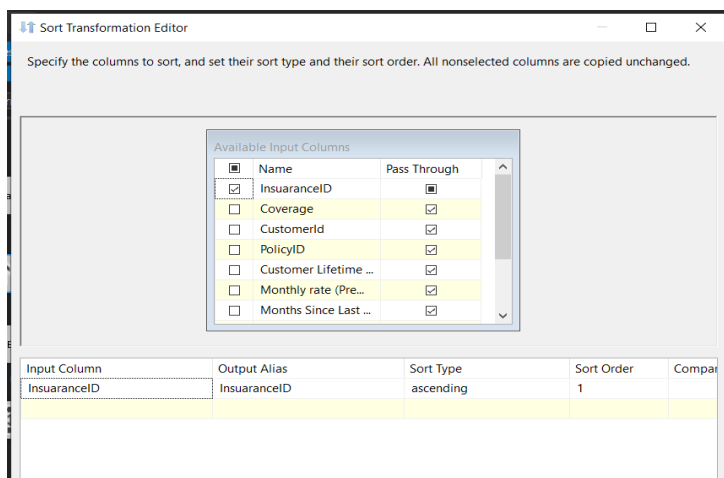 Sort Transformation Editor
Specify the columns to sort, and set their sort type and their sort order. All nonselected columns are copied unchanged.
Available Input Columns
Name Pass Through
InsuaranceID
Coverage
CustomerId
PolicyID
Customer Lifetime ...
Monthly rate (Pre...
Months Since Last ...
Input Column Output Alias Sort Type Sort Order Compar
InsuaranceID InsuaranceID ascending 1